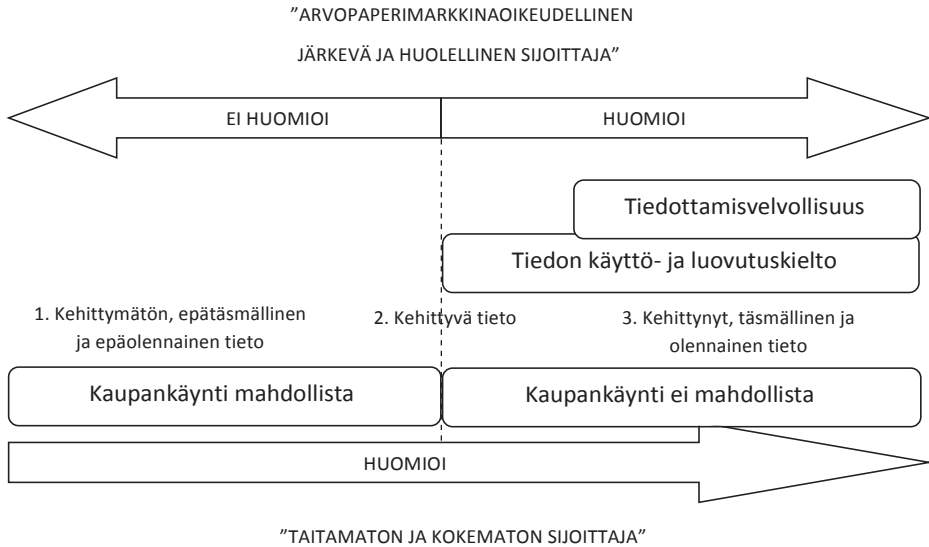 ”ARVOPAPERIMARKKINAOIKEUDELLINEN
JÄRKEVÄ JA HUOLELLINEN SIJOITTAJA”
EI HUOMIOI
HUOMIOI
Tiedottamisvelvollisuus
Tiedon käyttö- ja luovutuskielto
1. Kehittymätön, epätäsmällinen
ja epäolennainen tieto
2. Kehittyvä tieto
3. Kehittynyt, täsmällinen ja
olennainen tieto
Kaupankäynti mahdollista
Kaupankäynti ei mahdollista
HUOMIOI
”TAITAMATON JA KOKEMATON SIJOITTAJA”